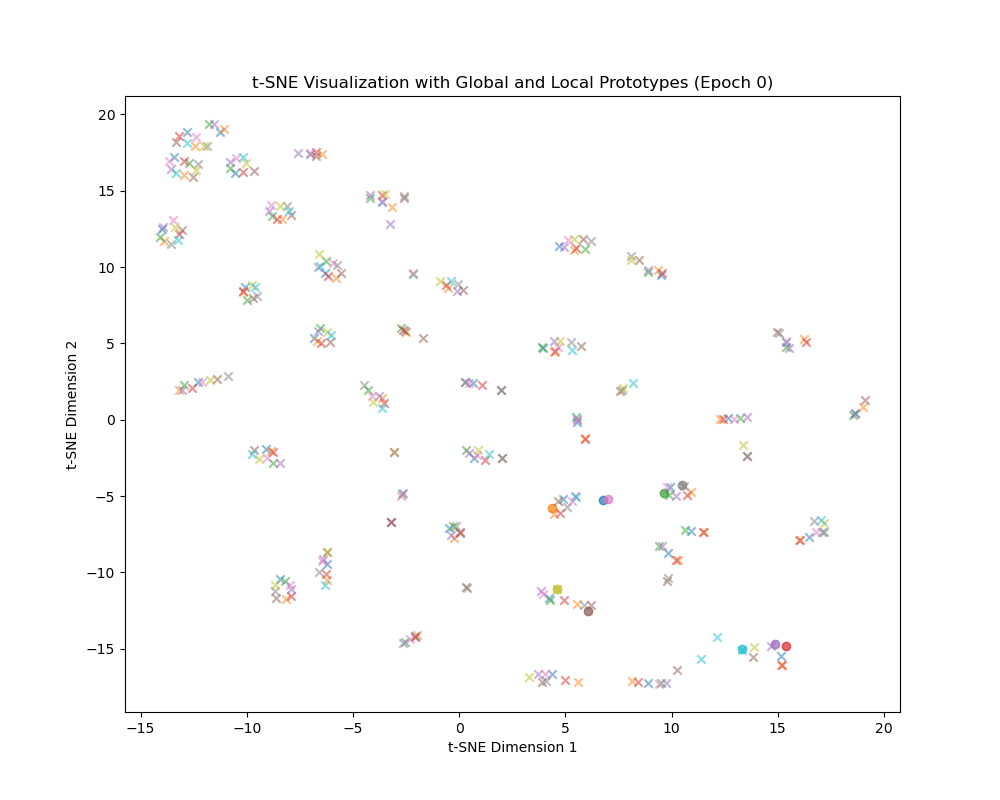 t-SNE Visualization with Global and Local Prototypes (Epoch 0)
20
15
10
5
0
−5
−10
−15
t-SNE Dimension 2
−15 −10 −5 0 5 10 15 20
t-SNE Dimension 1